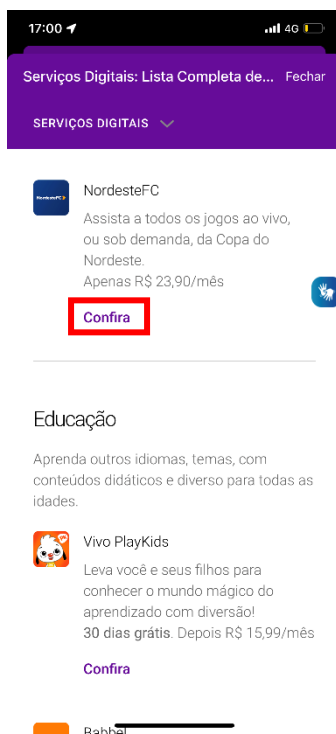 17:00
4G
Serviços Digitais: Lista Completa de... Fechar
SERVIÇOS DIGITAIS
NordesteFC
NordesteFC
Assista a todos os jogos ao vivo,
ou sob demanda, da Copa do
Nordeste.
Apenas R$ 23,90/mês
Confira
Educação
Aprenda outros idiomas, temas, com
conteúdos didáticos e diverso para todas as
idades.
Vivo PlayKids
Leva você e seus filhos para
conhecer o mundo mágico do
aprendizado com diversão!
30 dias grátis. Depois R$ 15,99/mês
Confira
Babbel